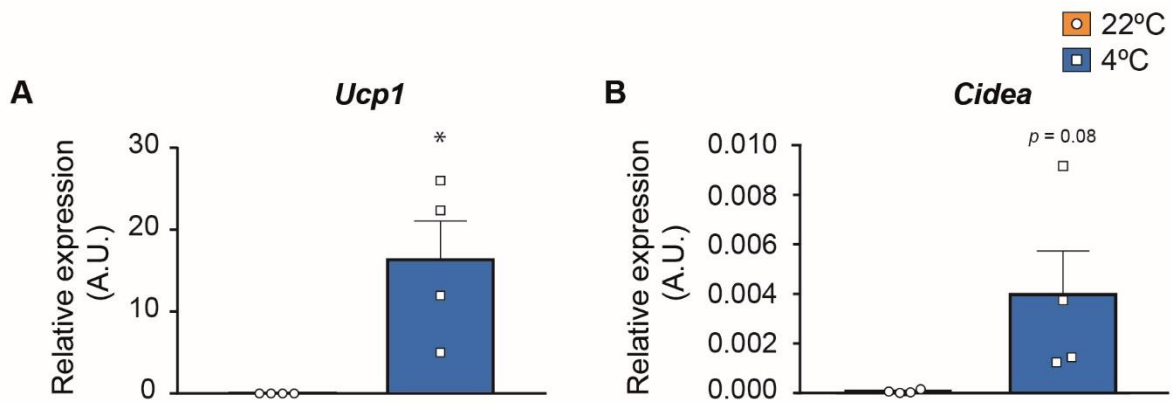 22ºC
4ºC
A
Ucp1
B
Cidea
Relative expression
(A.U.)
30
20
10
0
*
Relative expression
(A.U.)
0.010
0.008
0.006
0.004
0.002
0.000
p = 0.08